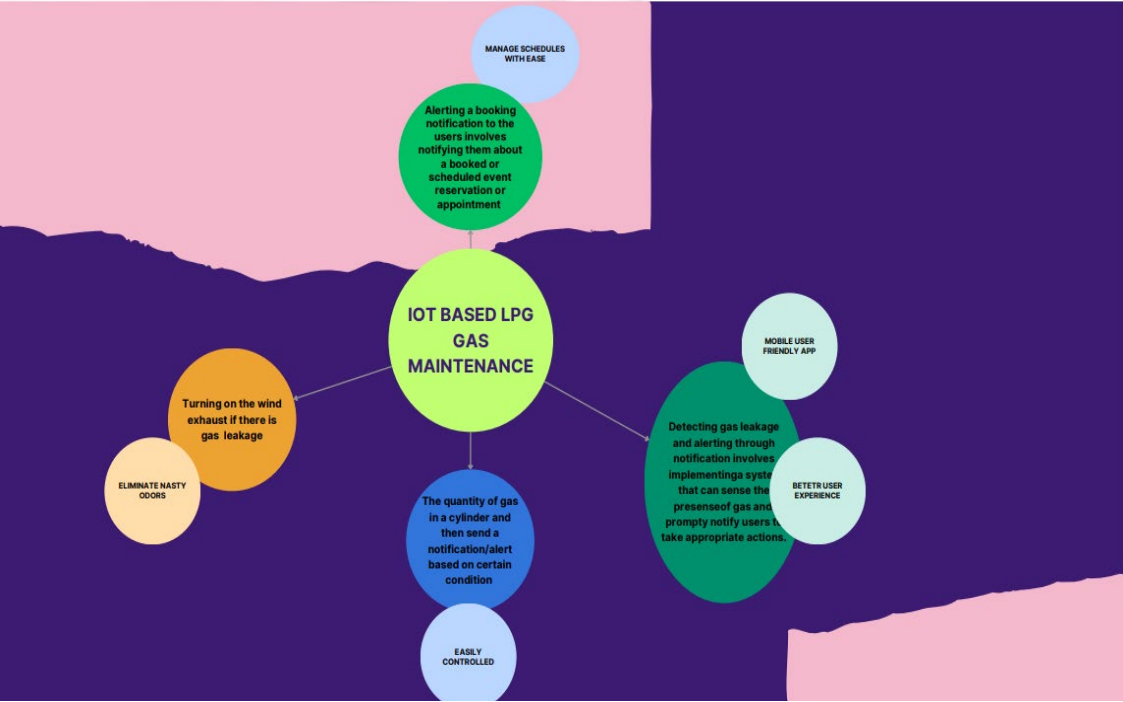 MANAGE SCHEDULES
WITH EASE
Alerting a booking
notification to the
users involves
notifying them about
a booked or
scheduled event
reservation or
appointment
IOT BASED LPG
GAS
MAINTENANCE
MOBILE USER
FRIENDLY APP
Turning on the wind
exhaust if there is
gas leakage
ELIMINATE NASTY
ODORS
Detecting gas leakage
and alerting through
notification involves
implementinga syste
that can sense the
presenseof gas and
prompty notify users t
take appropriate actions.
BETETR USER
EXPERIENCE
The quantity of gas
in a cylinder and
then send a
notification/alert
based on certain
condition
EASILY
CONTROLLED